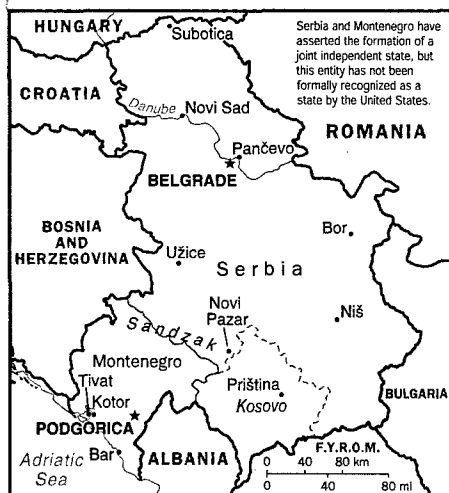 HUNGARY
Subotica
Serbia and Montenegro have
asserted the formation of a
joint independent state, but
this entity has not been
formally recognized as a
state by the United States.
CROATIA
Danube
Novi Sad
ROMANIA
Pančevo
BELGRADE
BOSNIA
AND
HERZEGOVINA
Bor
Užice
Serbia
Novi
Pazar
Niš
Sandzak
Montenegro
Tivat
Kotor
Priština
Kosovo
BULGARIA
PODGORICA
Bar
ALBANIA
Adriatic
Sea
F.Y.R.O.M.
0 40 80 km
0 40 80 mi